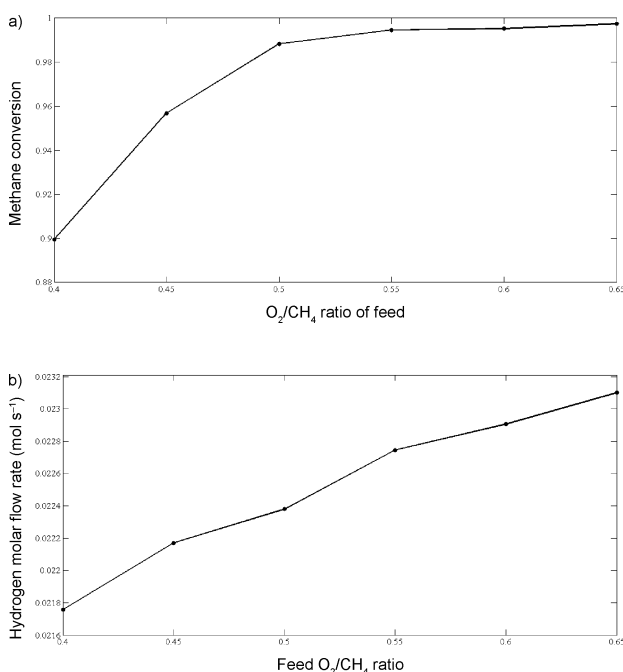 a)
1
0.98
0.96
0.94
0.92
0.9
0.88
0.4 0.45 0.5 0.55 0.6 0.65
Methane conversion
O₂/CH₄ ratio of feed
b)
0.0232
0.023
0.0228
0.0226
0.0224
0.0222
0.022
0.0218
0.0216
0.4 0.45 0.5 0.55 0.6 0.65
Hydrogen molar flow rate (mol s⁻¹)
Feed O₂/CH₄ ratio